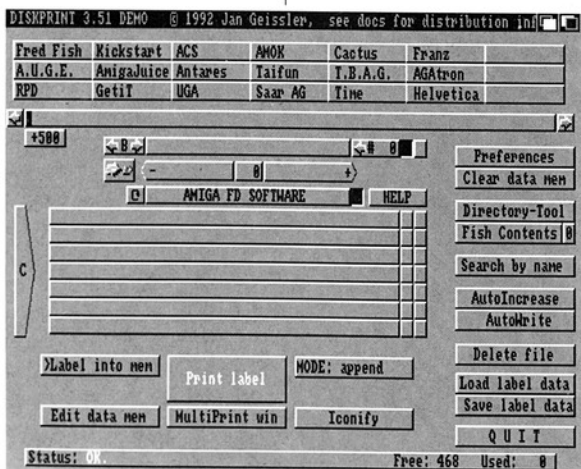 DISKPRINT 3.51 DEMO © 1992 Jan Geissler, see docs for distribution inf
Fred Fish Kickstart ACS AMOK Cactus Franz
A.U.G.E. AmigaJuice Antares Taifun T.B.A.G. AGAtron
RPD GetiT UGA Saar AG Time Helvetica
+500
B # 0
- 0 +
AMIGA FD SOFTWARE HELP
C
Preferences
Clear data mem
Directory-Tool
Fish Contents 0
Search by name
AutoIncrease
AutoWrite
>Label into mem Print label MODE: append
Delete file
Load label data
Edit data mem MultiPrint win Iconify
Save label data
QUIT
Status: OK. Free: 468 Used: 0